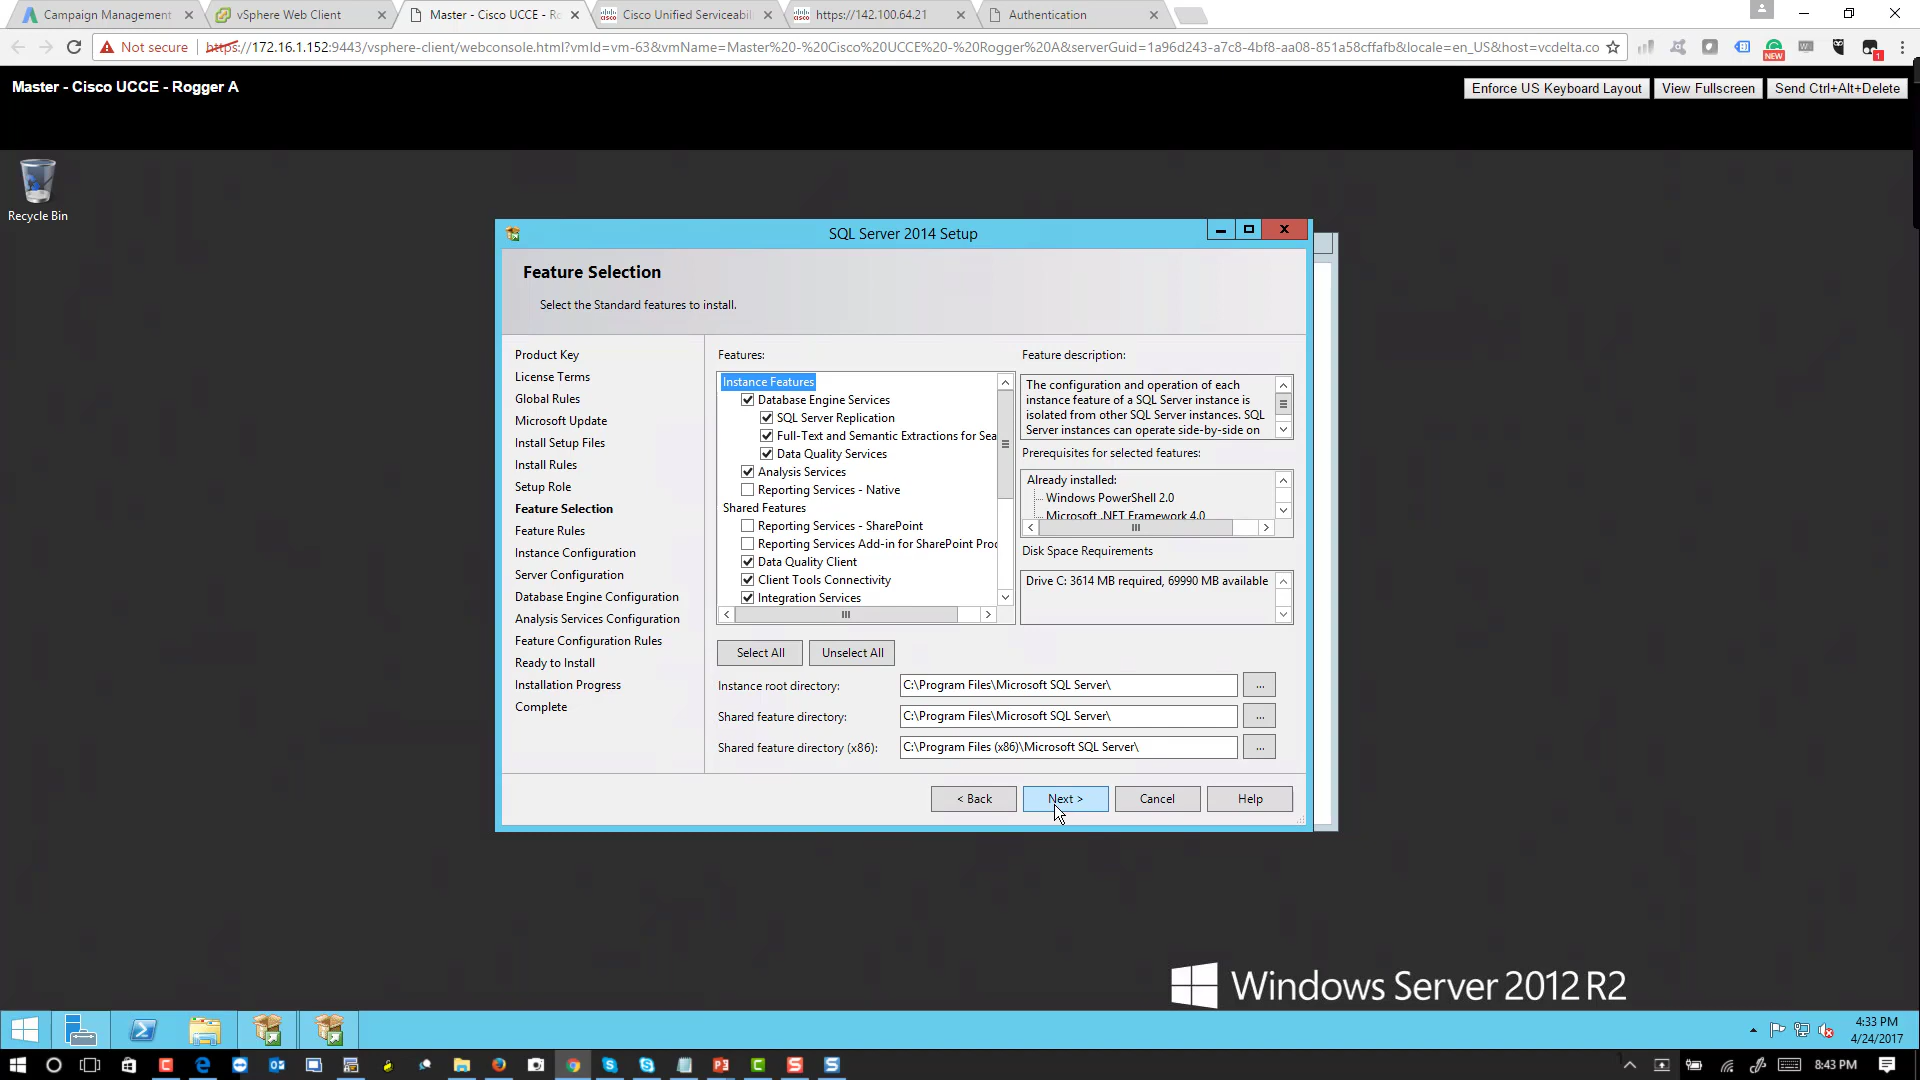 Campaign Management
vSphere Web Client
Master - Cisco UCCE - Ro
Cisco Unified Serviceabil
https://142.100.64.21
Authentication
Not secure
https://172.16.1.152:9443/vsphere-client/webconsole.html?vmId=vm-63&vmName=Master%20-%20Cisco%20UCCE%20-%20Rogger%20A&serverGuid=1a96d243-a7c8-4bf8-aa08-851a58cffafb&locale=en_US&host=vcdelta.co
NEW
1
Master - Cisco UCCE - Rogger A
Enforce US Keyboard Layout
View Fullscreen
Send Ctrl+Alt+Delete
Recycle Bin
SQL Server 2014 Setup
Feature Selection
Select the Standard features to install.
Product Key
License Terms
Global Rules
Microsoft Update
Install Setup Files
Install Rules
Setup Role
Feature Selection
Feature Rules
Instance Configuration
Server Configuration
Database Engine Configuration
Analysis Services Configuration
Feature Configuration Rules
Ready to Install
Installation Progress
Complete
Features:
Instance Features
Database Engine Services
SQL Server Replication
Full-Text and Semantic Extractions for Sea
Data Quality Services
Analysis Services
Reporting Services - Native
Shared Features
Reporting Services - SharePoint
Reporting Services Add-in for SharePoint Prod
Data Quality Client
Client Tools Connectivity
Integration Services
Feature description:
The configuration and operation of each
instance feature of a SQL Server instance is
isolated from other SQL Server instances. SQL
Server instances can operate side-by-side on
Prerequisites for selected features:
Already installed:
Windows PowerShell 2.0
Microsoft .NET Framework 4.0
Disk Space Requirements
Drive C: 3614 MB required, 69990 MB available
Select All
Unselect All
Instance root directory:
C:\Program Files\Microsoft SQL Server\
...
Shared feature directory:
C:\Program Files\Microsoft SQL Server\
...
Shared feature directory (x86):
C:\Program Files (x86)\Microsoft SQL Server\
...
< Back
Next >
Cancel
Help
Windows Server 2012 R2
4:33 PM
4/24/2017
8:43 PM